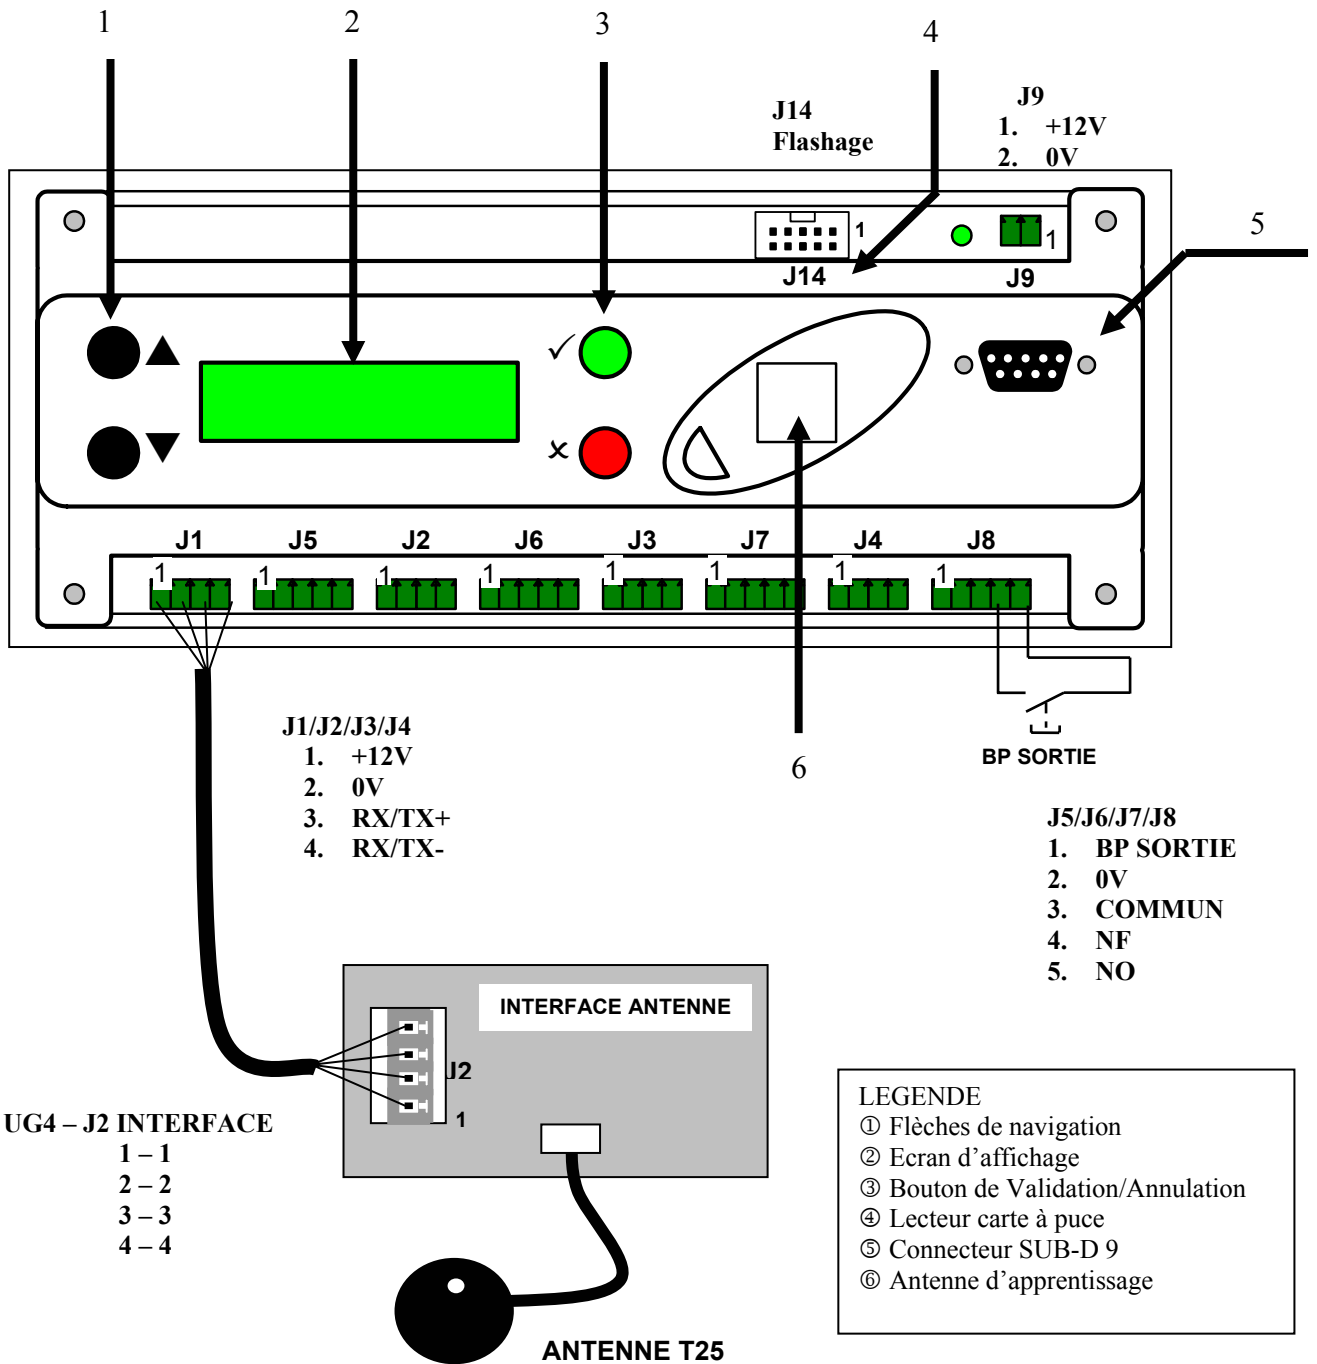 1
2
3
4
J14
Flashage
J9
1. +12V
2. 0V
5
1
J14
1
J9
J1
J5
J2
J6
J3
J7
J4
J8
1
1
1
1
1
1
1
1
J1/J2/J3/J4
1. +12V
2. 0V
3. RX/TX+
4. RX/TX-
6
BP SORTIE
J5/J6/J7/J8
1. BP SORTIE
2. 0V
3. COMMUN
4. NF
5. NO
INTERFACE ANTENNE
J2
1
UG4 – J2 INTERFACE
1 – 1
2 – 2
3 – 3
4 – 4
LEGENDE
① Flèches de navigation
② Ecran d'affichage
③ Bouton de Validation/Annulation
④ Lecteur carte à puce
⑤ Connecteur SUB-D 9
⑥ Antenne d'apprentissage
ANTENNE T25